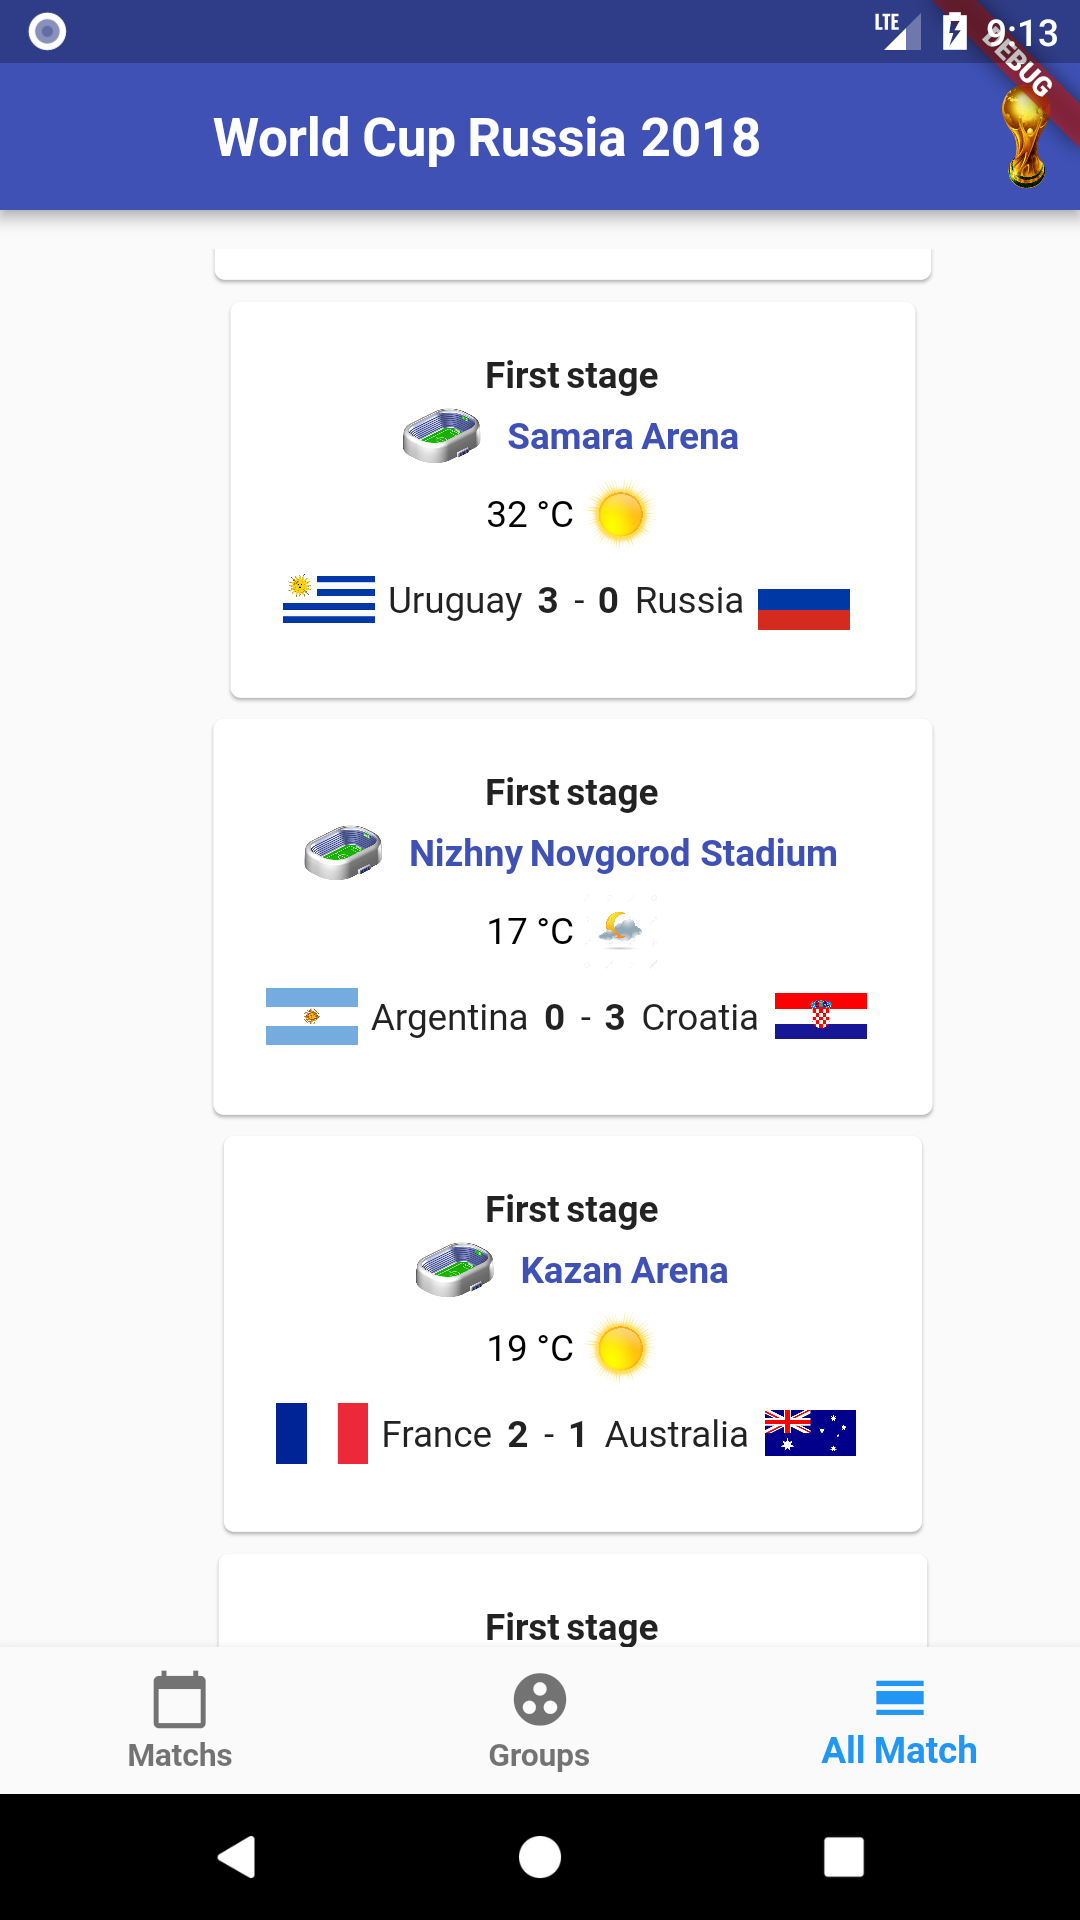 LTE 9:13
DEBUG
World Cup Russia 2018
First stage
Samara Arena
32 °C
Uruguay 3 - 0 Russia
First stage
Nizhny Novgorod Stadium
17 °C
Argentina 0 - 3 Croatia
First stage
Kazan Arena
19 °C
France 2 - 1 Australia
First stage
Matchs Groups All Match